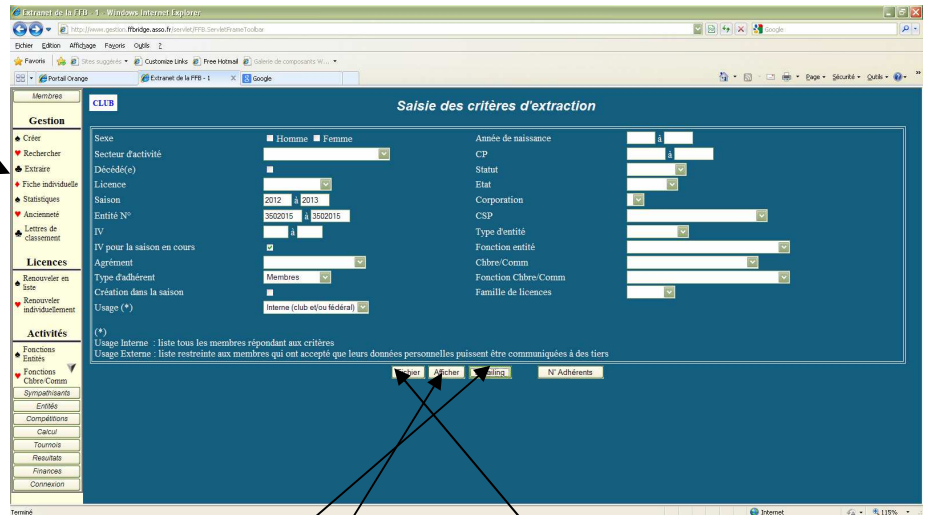 Extranet de la FFB - 1 - Windows Internet Explorer
http://www.gestion.ffbridge.asso.fr/servlet/FFB.ServletFrameToolbar
Google
Fichier Edition Affichage Favoris Outils ?
Favoris Sites suggérés Customize Links Free Hotmail Galerie de composants W...
Portail Orange Extranet de la FFB - 1 X Google Page Sécurité Outils
Membres
Gestion
Créer
Rechercher
Extraire
Fiche individuelle
Statistiques
Ancienneté
Lettres de
classement
Licences
Renouveler en
liste
Renouveler
individuellement
Activités
Fonctions
Entités
Fonctions
Chbre/Comm
Sympathisants
Entités
Compétitions
Calcul
Tournois
Resultats
Finances
Connexion
CLUB Saisie des critères d'extraction
Sexe Homme Femme Année de naissance à
Secteur d'activité CP à
Décédé(e) Statut
Licence Etat
Saison 2012 à 2013 Corporation
Entité N° 3502015 à 3502015 CSP
IV à Type d'entité
IV pour la saison en cours Fonction entité
Agrément Chbre/Comm
Type d'adhérent Membres Fonction Chbre/Comm
Création dans la saison Famille de licences
Usage (*) Interne (club et/ou fédéral)
(*)
Usage Interne : liste tous les membres répondant aux critères
Usage Externe : liste restreinte aux membres qui ont accepté que leurs données personnelles puissent être communiquées à des tiers
Fichier Afficher Mailing N° Adhérents
Terminé Internet 115%